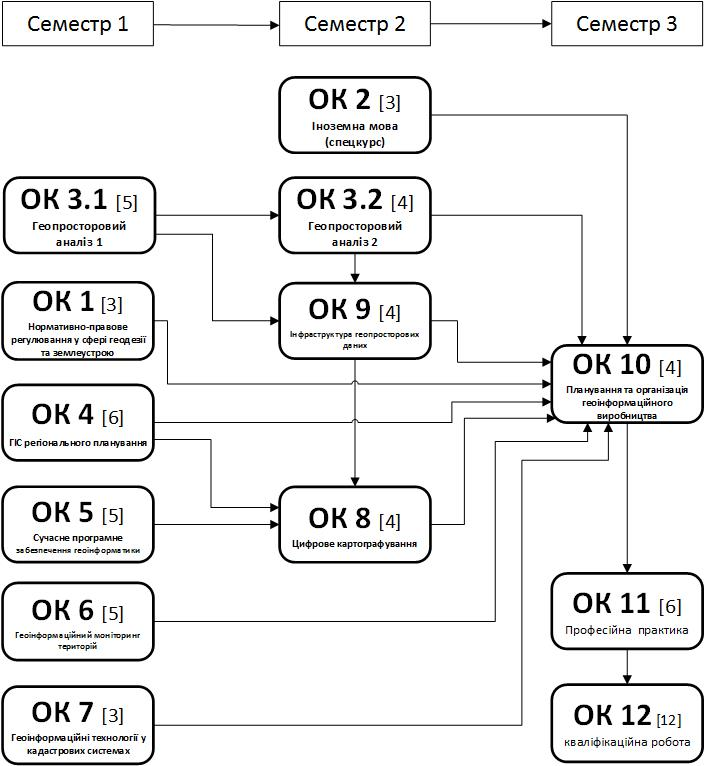 Семестр 1
Семестр 2
Семестр 3
ОК 2 [3]
Іноземна мова
(спецкурс)
ОК 3.1 [5]
Геопросторовий
аналіз 1
ОК 3.2 [4]
Геопросторовий
аналіз 2
ОК 1 [3]
Нормативно-правове
регулювання у сфері геодезії
та землеустрою
ОК 9 [4]
Інфраструктура геопросторових
даних
ОК 10 [4]
Планування та організація
геоінформаційного
виробництва
ОК 4 [6]
ГІС регіонального планування
ОК 5 [5]
Сучасне програмне
забезпечення геоінформатики
ОК 8 [4]
Цифрове картографування
ОК 6 [5]
Геоінформаційний моніторинг
територій
ОК 11 [6]
Професійна практика
ОК 7 [3]
Геоінформаційні технології у
кадастрових системах
ОК 12 [12]
кваліфікаційна робота